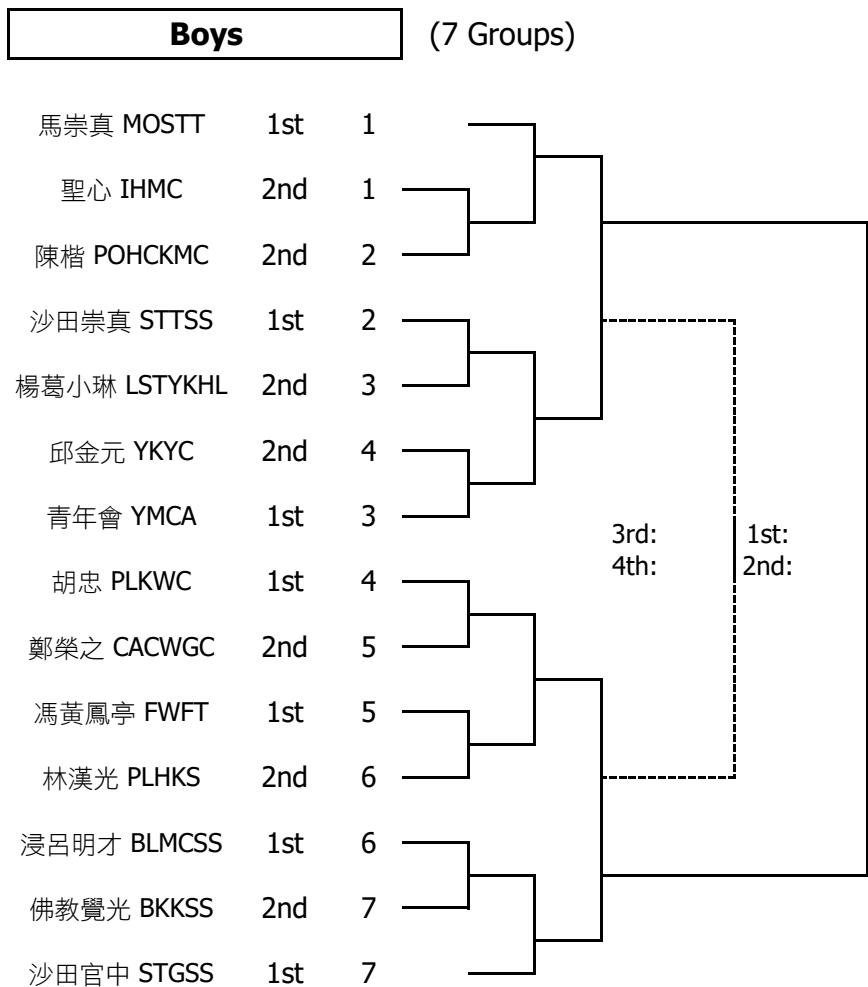 Boys (7 Groups)
馬崇真 MOSTT 1st 1
聖心 IHMC 2nd 1
陳楷 POHCKMC 2nd 2
沙田崇真 STTSS 1st 2
楊葛小琳 LSTYKHL 2nd 3
邱金元 YKYC 2nd 4
青年會 YMCA 1st 3
3rd: 1st:
4th: 2nd:
胡忠 PLKWC 1st 4
鄭榮之 CACWGC 2nd 5
馮黃鳳亭 FWFT 1st 5
林漢光 PLHKS 2nd 6
浸呂明才 BLMCSS 1st 6
佛教覺光 BKKSS 2nd 7
沙田官中 STGSS 1st 7